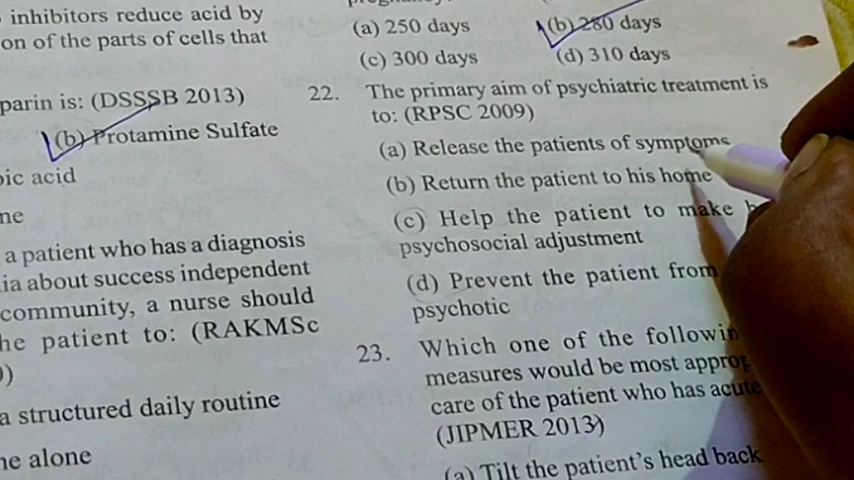 inhibitors reduce acid by
on of the parts of cells that
parin is: (DSSSB 2013)
(b) Protamine Sulfate
ic acid
a patient who has a diagnosis
ia about success independent
community, a nurse should
he patient to: (RAKMSc
)
a structured daily routine
alone
(a) 250 days
(b) 280 days
(c) 300 days
(d) 310 days
22. The primary aim of psychiatric treatment is
to: (RPSC 2009)
(a) Release the patients of symptoms
(b) Return the patient to his home
(c) Help the patient to make
psychosocial adjustment
(d) Prevent the patient from
psychotic
23. Which one of the followin
measures would be most approp
care of the patient who has acute
(JIPMER 2013)
(a) Tilt the patient's head back